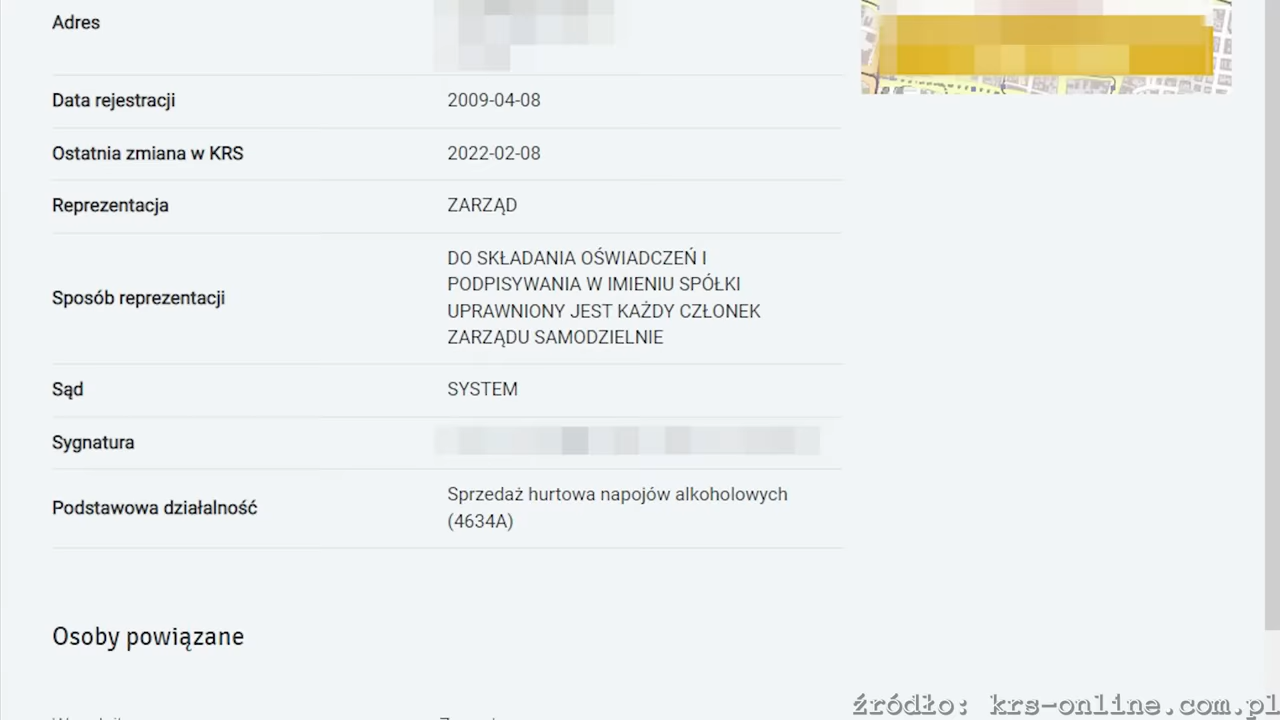 Adres
Data rejestracji 2009-04-08
Ostatnia zmiana w KRS 2022-02-08
Reprezentacja ZARZĄD
Sposób reprezentacji DO SKŁADANIA OŚWIADCZEŃ I
PODPISYWANIA W IMIENIU SPÓŁKI
UPRAWNIONY JEST KAŻDY CZŁONEK
ZARZĄDU SAMODZIELNIE
Sąd SYSTEM
Sygnatura
Podstawowa działalność Sprzedaż hurtowa napojów alkoholowych
(4634A)
Osoby powiązane
źródło: krs-online.com.pl